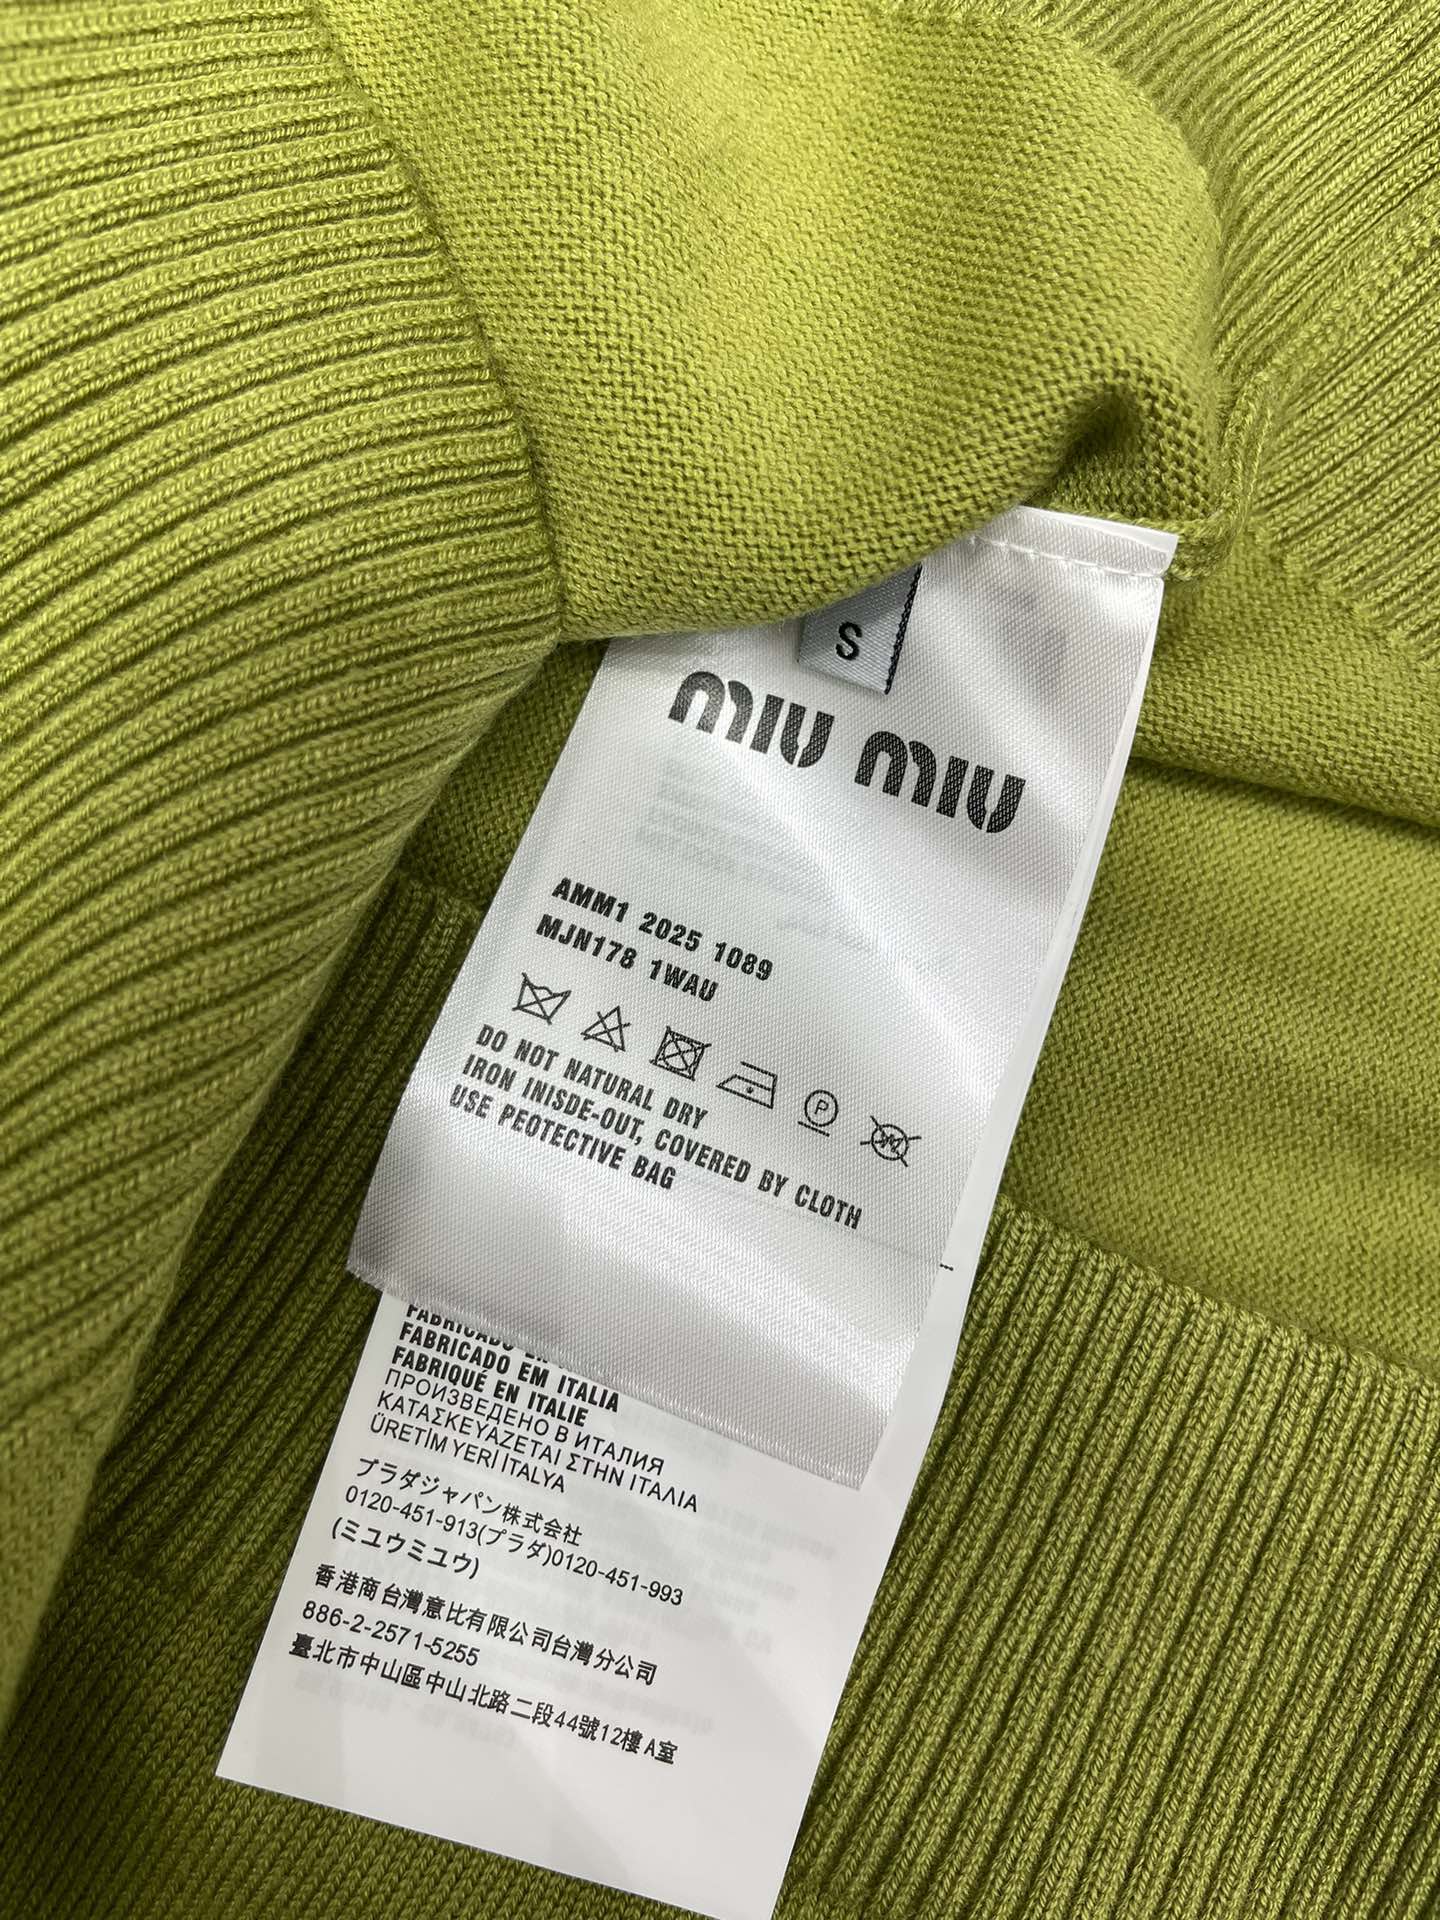 S
MIU MIU
AMM1 2025 1089
MJN178 1WAU
P
DO NOT NATURAL DRY
IRON INISDE-OUT, COVERED BY CLOTH
USE PEOTECTIVE BAG
FABRICADO EN ITALIA
FABRICADO EM ITALIA
FABRIQUÉ EN ITALIE
ПРОИЗВЕДЕНО В ИТАЛИЯ
ΚΑΤΑΣΚΕΥΑΖΕΤΑΙ ΣΤΗΝ ΙΤΑΛΙΑ
ÜRETİM YERİ İTALYA
プラダジャパン株式会社
0120-451-913(プラダ)0120-451-993
(ミユウミユウ)
香港商台灣意比有限公司台灣分公司
886-2-2571-5255
臺北市中山區中山北路二段44號12樓A室